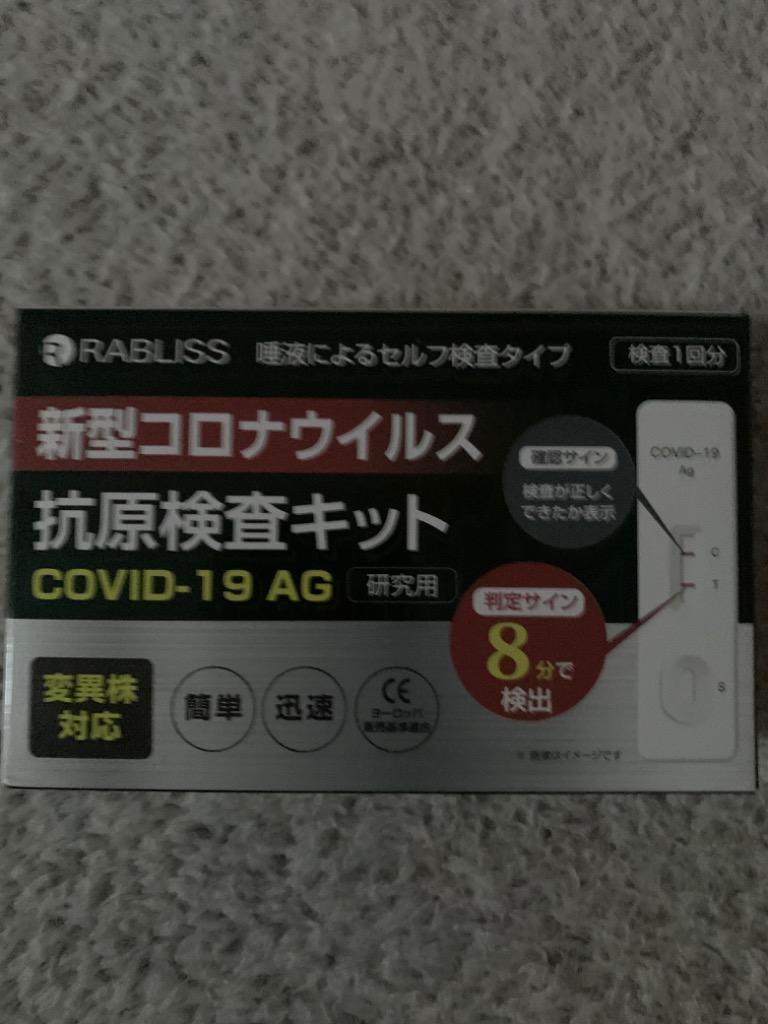 RABLISS 唾液によるセルフ検査タイプ 検査1回分
新型コロナウイルス
抗原検査キット
COVID-19 AG 研究用
確認サイン
検査が正しく
できたか表示
判定サイン
8分で
検出
COVID-19
Ag
C
T
S
変異株
対応
簡単
迅速
CE
ヨーロッパ
販売基準適合
※ 画像はイメージです